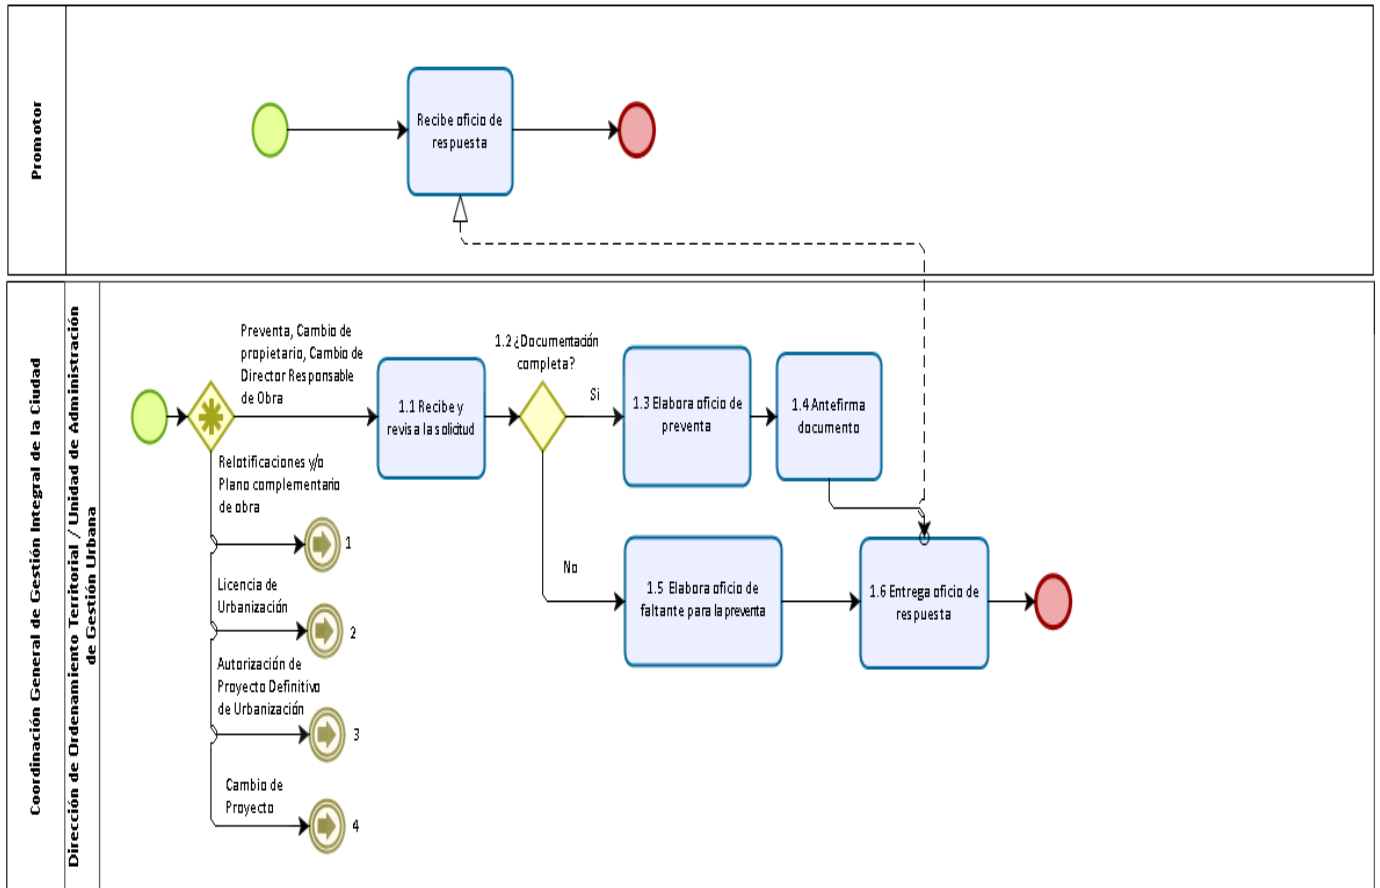 Promotor
Recibe oficio de
respuesta
Coordinación General de Gestión Integral de la Ciudad
Dirección de Ordenamiento Territorial / Unidad de Administración
de Gestión Urbana
Preventa, Cambio de
propietario, Cambio de
Director Responsable
de Obra
1.1 Recibe y
revisa la solicitud
1.2 ¿Documentación
completa?
Si
1.3 Elabora oficio de
preventa
1.4 Antefirma
documento
Relotificaciones y/o
Plano complementario
de obra
1
No
1.5 Elabora oficio de
faltante para la preventa
1.6 Entrega oficio de
respuesta
Licencia de
Urbanización
2
Autorización de
Proyecto Definitivo
de Urbanización
3
Cambio de
Proyecto
4